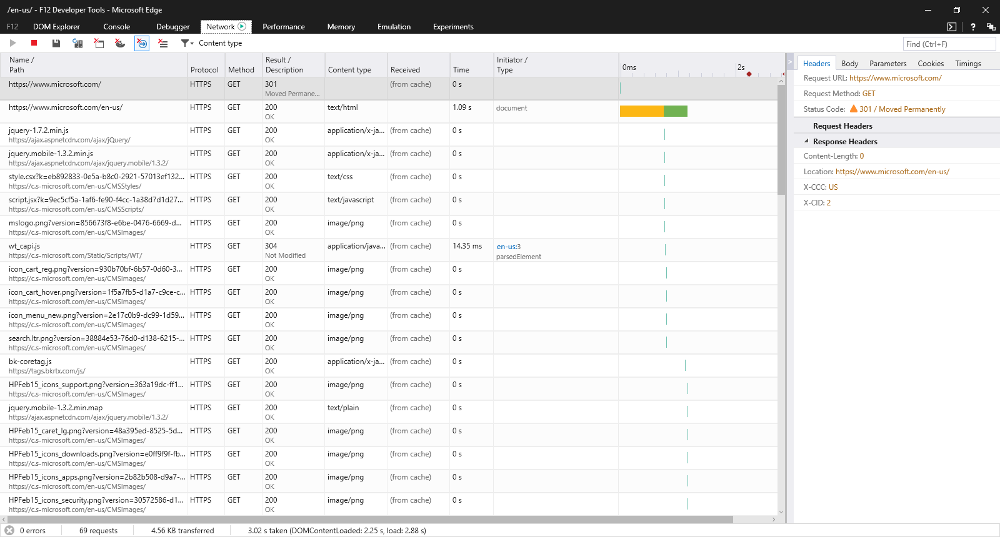 /en-us/ - F12 Developer Tools - Microsoft Edge
F12 DOM Explorer Console Debugger Network Performance Memory Emulation Experiments
Content type
Find (Ctrl+F)
Name / Path Protocol Method Result / Description Content type Received Time Initiator / Type 0ms 2s
https://www.microsoft.com/ HTTPS GET 301 (from cache) 0 s
Moved Permane...
https://www.microsoft.com/en-us/ HTTPS GET 200 text/html 1.09 s document
OK
jquery-1.7.2.min.js HTTPS GET 200 application/x-ja... (from cache) 0 s
https://ajax.aspnetcdn.com/ajax/jQuery/ OK
jquery.mobile-1.3.2.min.js HTTPS GET 200 application/x-ja... (from cache) 0 s
https://ajax.aspnetcdn.com/ajax/jquery.mobile/1.3.2/ OK
style.csx?k=eb892833-0e5a-b8c0-2921-57013ef132... HTTPS GET 200 text/css (from cache) 0 s
https://c.s-microsoft.com/en-us/CMSStyles/ OK
script.jsx?k=9ec5cf5a-1af6-fe90-f4cc-1a38d7d1d27... HTTPS GET 200 text/javascript (from cache) 0 s
https://c.s-microsoft.com/en-us/CMSScripts/ OK
mslogo.png?version=856673f8-e6be-0476-6669-d... HTTPS GET 200 image/png (from cache) 0 s
https://c.s-microsoft.com/en-us/CMSImages/ OK
wt_capi.js HTTPS GET 304 application/java... (from cache) 14.35 ms en-us:3
https://c.s-microsoft.com/Static/Scripts/WT/ Not Modified parsedElement
icon_cart_reg.png?version=930b70bf-6b57-0d60-3... HTTPS GET 200 image/png (from cache) 0 s
https://c.s-microsoft.com/en-us/CMSImages/ OK
icon_cart_hover.png?version=1f5a7fb5-d1a7-c9ce-c... HTTPS GET 200 image/png (from cache) 0 s
https://c.s-microsoft.com/en-us/CMSImages/ OK
icon_menu_new.png?version=2e17c0b9-dc99-1d59... HTTPS GET 200 image/png (from cache) 0 s
https://c.s-microsoft.com/en-us/CMSImages/ OK
search.ltr.png?version=38884e53-76d0-d138-6215-... HTTPS GET 200 image/png (from cache) 0 s
https://c.s-microsoft.com/en-us/CMSImages/ OK
bk-coretag.js HTTPS GET 200 application/x-ja... (from cache) 0 s
https://tags.bkrtx.com/js/ OK
HPFeb15_icons_support.png?version=363a19dc-ff1... HTTPS GET 200 image/png (from cache) 0 s
https://c.s-microsoft.com/en-us/CMSImages/ OK
jquery.mobile-1.3.2.min.map HTTPS GET 200 text/plain (from cache) 0 s
https://ajax.aspnetcdn.com/ajax/jquery.mobile/1.3.2/ OK
HPFeb15_caret_lg.png?version=48a395ed-8525-5d... HTTPS GET 200 image/png (from cache) 0 s
https://c.s-microsoft.com/en-us/CMSImages/ OK
HPFeb15_icons_downloads.png?version=e0ff9f9f-fb... HTTPS GET 200 image/png (from cache) 0 s
https://c.s-microsoft.com/en-us/CMSImages/ OK
HPFeb15_icons_apps.png?version=2b82b508-d9a7-... HTTPS GET 200 image/png (from cache) 0 s
https://c.s-microsoft.com/en-us/CMSImages/ OK
HPFeb15_icons_security.png?version=30572586-d1... HTTPS GET 200 image/png (from cache) 0 s
https://c.s-microsoft.com/en-us/CMSImages/ OK
Headers Body Parameters Cookies Timings
Request URL: https://www.microsoft.com/
Request Method: GET
Status Code: 301 / Moved Permanently
Request Headers
Response Headers
Content-Length: 0
Location: https://www.microsoft.com/en-us/
X-CCC: US
X-CID: 2
0 errors 69 requests 4.56 KB transferred 3.02 s taken (DOMContentLoaded: 2.25 s, load: 2.88 s)